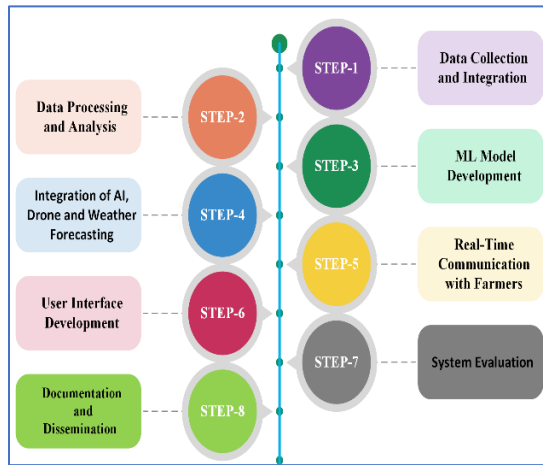 STEP-1
Data Collection
and Integration
STEP-2
Data Processing
and Analysis
STEP-3
ML Model
Development
STEP-4
Integration of AI,
Drone and Weather
Forecasting
STEP-5
Real-Time
Communication
with Farmers
STEP-6
User Interface
Development
STEP-7
System Evaluation
STEP-8
Documentation
and
Dissemination